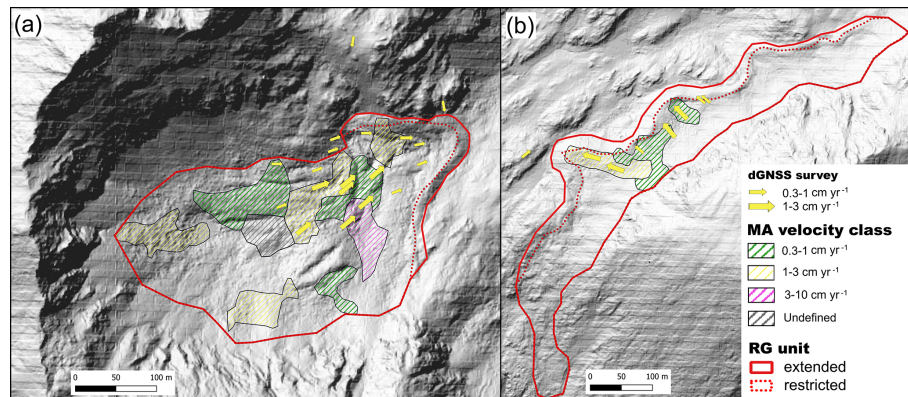 (a)
(b)
dGNSS survey
0.3-1 cm yr⁻¹
1-3 cm yr⁻¹
MA velocity class
0.3-1 cm yr⁻¹
1-3 cm yr⁻¹
3-10 cm yr⁻¹
Undefined
RG unit
extended
restricted
0 50 100 m
0 50 100 m